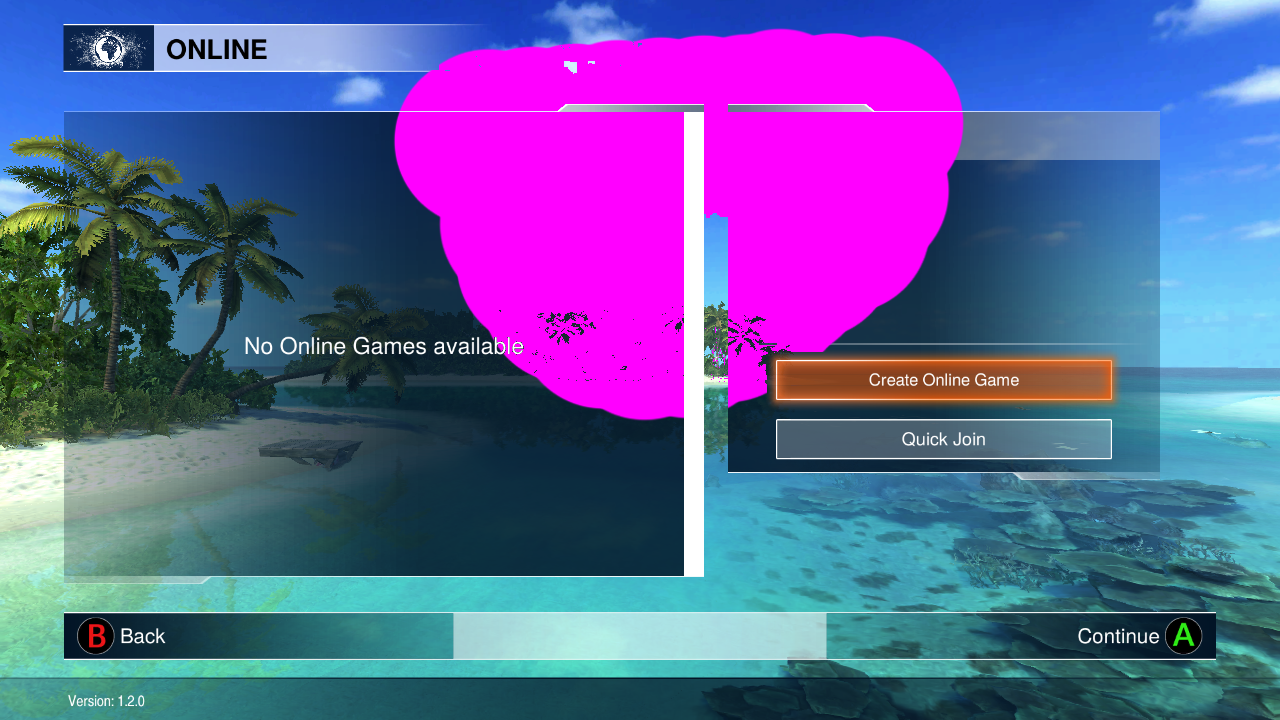 ONLINE
No Online Games available
Create Online Game
Quick Join
B Back
Continue A
Version: 1.2.0